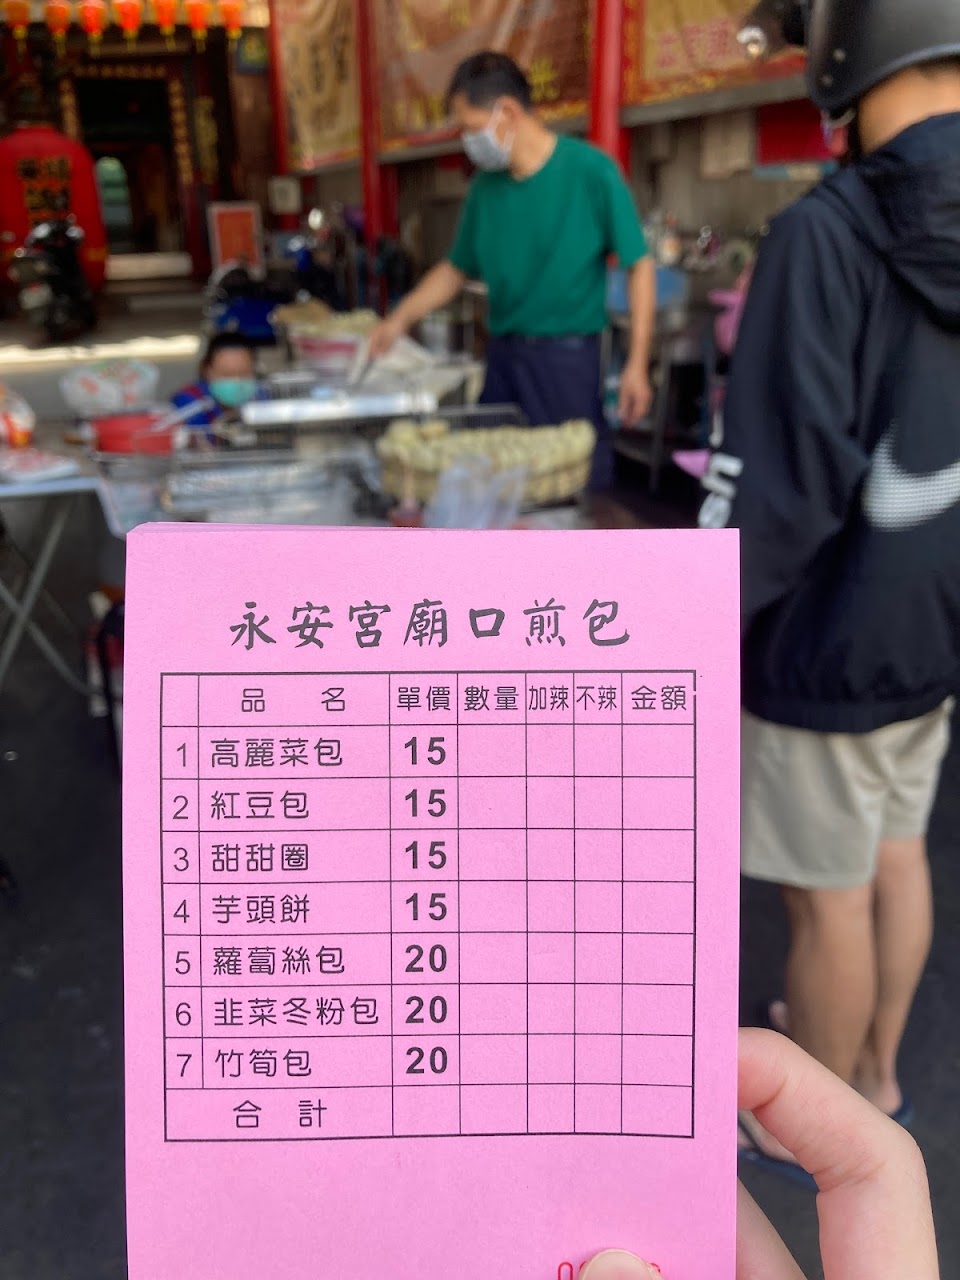 永安宮廟口煎包
品 名 單價 數量 加辣 不辣 金額
1 高麗菜包 15
2 紅豆包 15
3 甜甜圈 15
4 芋頭餅 15
5 蘿蔔絲包 20
6 韭菜冬粉包 20
7 竹筍包 20
合 計